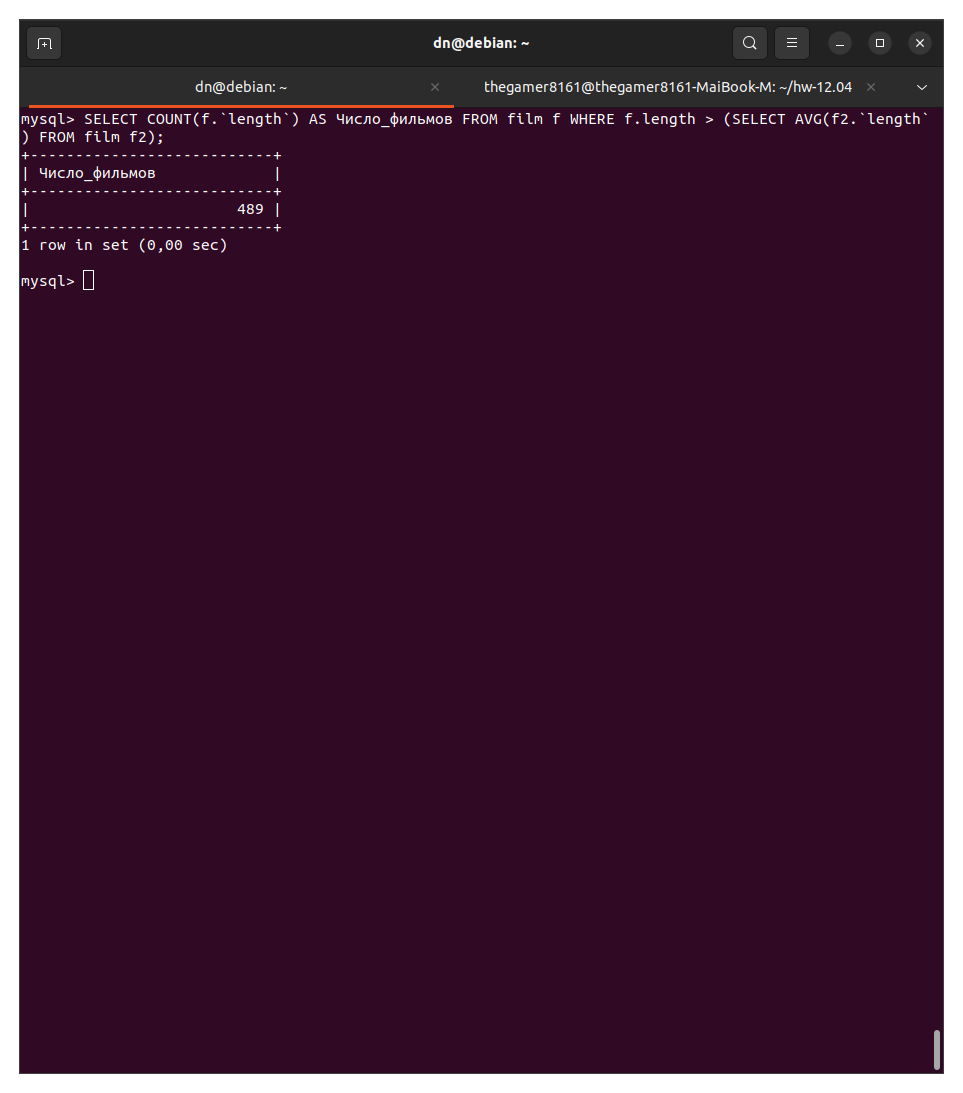 dn@debian: ~
dn@debian: ~
thegamer8161@thegamer8161-MaiBook-M: ~/hw-12.04
mysql> SELECT COUNT(f.`length`) AS Число_фильмов FROM film f WHERE f.length > (SELECT AVG(f2.`length`
) FROM film f2);
+---------------------------+
| Число_фильмов             |
+---------------------------+
|                       489 |
+---------------------------+
1 row in set (0,00 sec)
mysql>